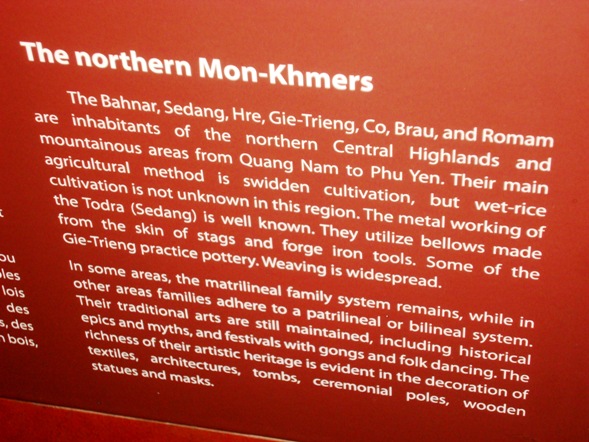 The northern Mon-Khmers
The Bahnar, Sedang, Hre, Gie-Trieng, Co, Brau, and Romam
are inhabitants of the northern Central Highlands and
mountainous areas from Quang Nam to Phu Yen. Their main
agricultural method is swidden cultivation, but wet-rice
cultivation is not unknown in this region. The metal working of
the Todra (Sedang) is well known. They utilize bellows made
from the skin of stags and forge iron tools. Some of the
Gie-Trieng practice pottery. Weaving is widespread.
In some areas, the matrilineal family system remains, while in
other areas families adhere to a patrilineal or bilineal system.
Their traditional arts are still maintained, including historical
epics and myths, and festivals with gongs and folk dancing. The
richness of their artistic heritage is evident in the decoration of
textiles, architectures, tombs, ceremonial poles, wooden
statues and masks.
lois
des
, des
bois,